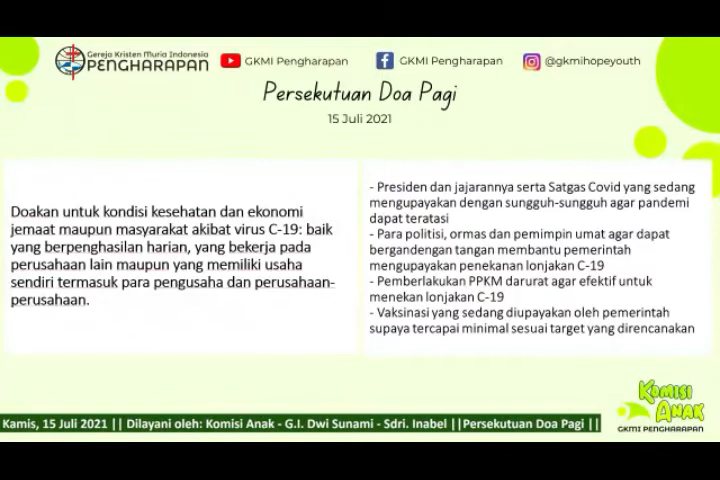 Gereja Kristen Muria Indonesia
PENGHARAPAN
GKMI Pengharapan
GKMI Pengharapan
@gkmihopeyouth
Persekutuan Doa Pagi
15 Juli 2021
Doakan untuk kondisi kesehatan dan ekonomi
jemaat maupun masyarakat akibat virus C-19: baik
yang berpenghasilan harian, yang bekerja pada
perusahaan lain maupun yang memiliki usaha
sendiri termasuk para pengusaha dan perusahaan-
perusahaan.
- Presiden dan jajarannya serta Satgas Covid yang sedang
mengupayakan dengan sungguh-sungguh agar pandemi
dapat teratasi
- Para politisi, ormas dan pemimpin umat agar dapat
bergandengan tangan membantu pemerintah
mengupayakan penekanan lonjakan C-19
- Pemberlakukan PPKM darurat agar efektif untuk
menekan lonjakan C-19
- Vaksinasi yang sedang diupayakan oleh pemerintah
supaya tercapai minimal sesuai target yang direncanakan
KOMISI
ANAK
GKMI PENGHARAPAN
Kamis, 15 Juli 2021 || Dilayani oleh: Komisi Anak - G.I. Dwi Sunami - Sdri. Inabel ||Persekutuan Doa Pagi ||